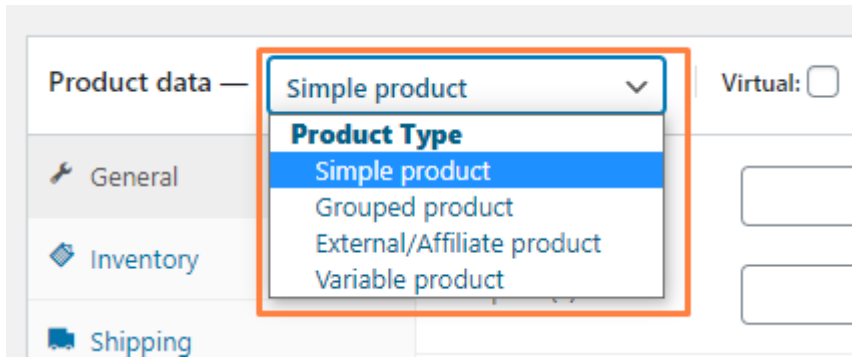 Product data — Simple product Virtual:
Product Type
General
Simple product
Grouped product
External/Affiliate product
Inventory
Variable product
Shipping